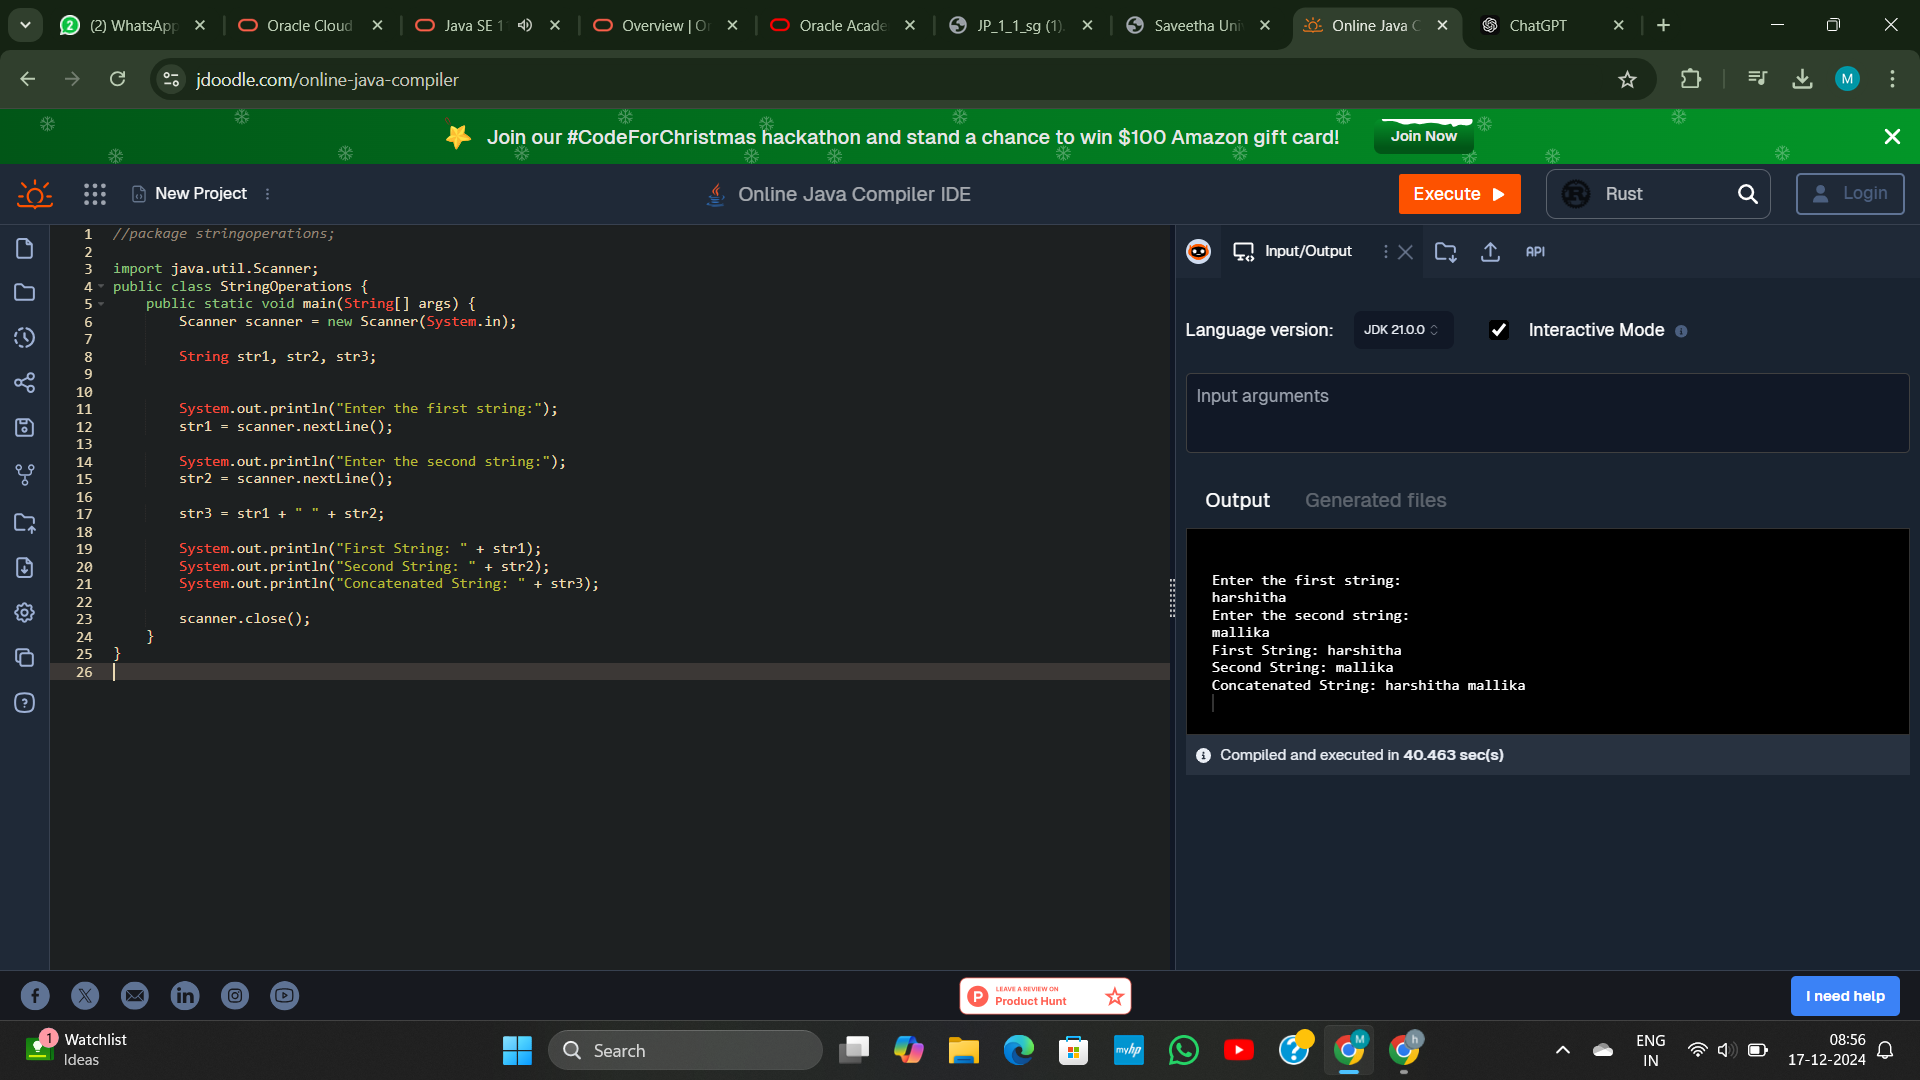 (2) WhatsApp
Oracle Cloud
Java SE 1
Overview | O
Oracle Acade
JP_1_1_sg (1).
Saveetha Uni
Online Java C
ChatGPT
jdoodle.com/online-java-compiler
M
Join our #CodeForChristmas hackathon and stand a chance to win $100 Amazon gift card!
Join Now
New Project
Online Java Compiler IDE
Execute
Rust
Login
1 //package stringoperations;
2
3 import java.util.Scanner;
4 public class StringOperations {
5 public static void main(String[] args) {
6 Scanner scanner = new Scanner(System.in);
7
8 String str1, str2, str3;
9
10
11 System.out.println("Enter the first string:");
12 str1 = scanner.nextLine();
13
14 System.out.println("Enter the second string:");
15 str2 = scanner.nextLine();
16
17 str3 = str1 + " " + str2;
18
19 System.out.println("First String: " + str1);
20 System.out.println("Second String: " + str2);
21 System.out.println("Concatenated String: " + str3);
22
23 scanner.close();
24 }
25 }
26
Input/Output
API
Language version:
JDK 21.0.0
Interactive Mode
Input arguments
Output
Generated files
Enter the first string:
harshitha
Enter the second string:
mallika
First String: harshitha
Second String: mallika
Concatenated String: harshitha mallika
Compiled and executed in 40.463 sec(s)
LEAVE A REVIEW ON
Product Hunt
I need help
1
Watchlist
Ideas
Search
myhp
M
h
ENG
IN
08:56
17-12-2024